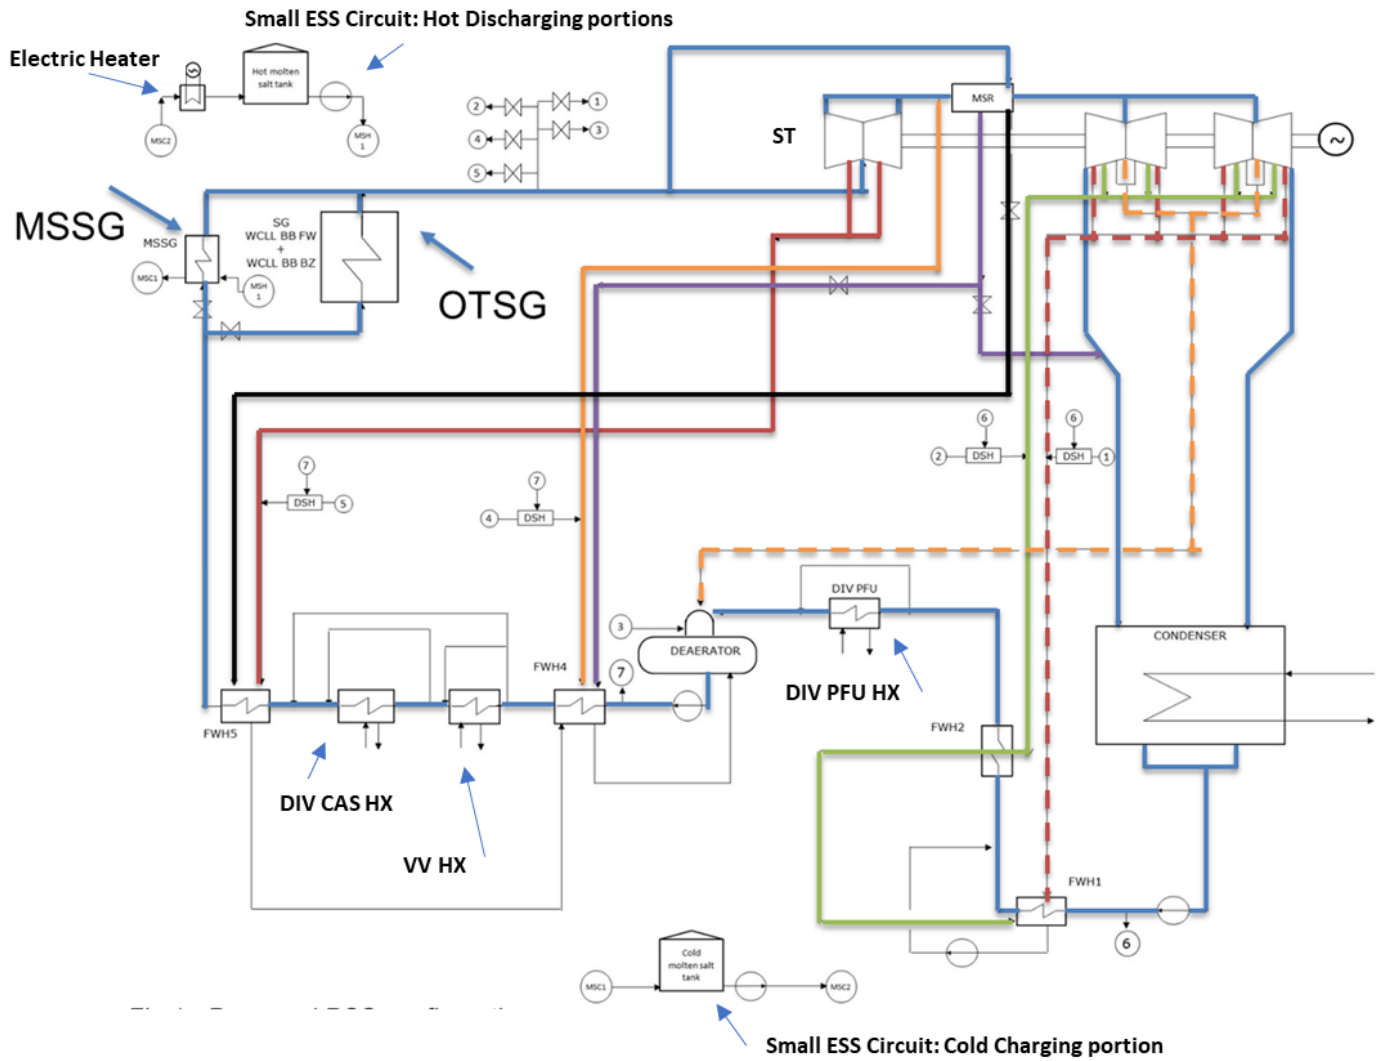 Small ESS Circuit: Hot Discharging portions
Electric Heater
Hot molten
salt tank
MSC2
MSH
1
2
1
4
3
5
MSR
ST
MSSG
MSSG
MSC1
MSH
1
SG
WCLL BB FW
+
WCLL BB BZ
OTSG
6
6
2
DSH
DSH
1
7
DSH
5
7
4
DSH
DIV PFU
3
DEAERATOR
CONDENSER
FWH4
7
DIV PFU HX
FWH5
FWH2
DIV CAS HX
VV HX
FWH1
6
Cold
molten salt
tank
MSC1
MSC2
Small ESS Circuit: Cold Charging portion